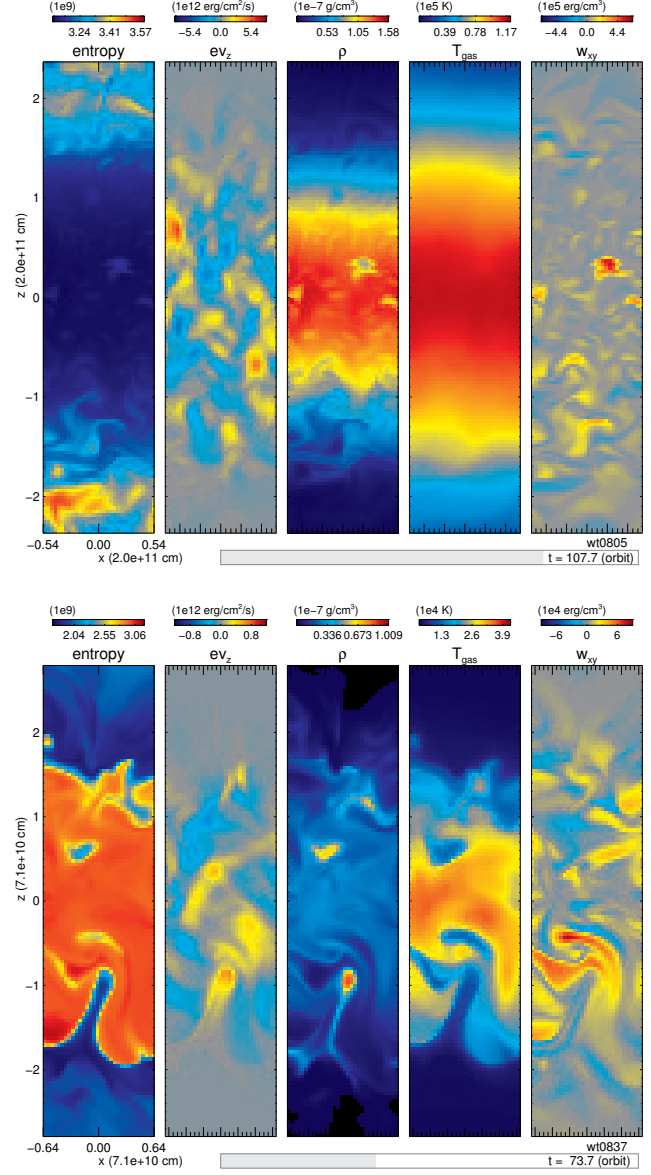 (1e9) (1e12 erg/cm²/s) (1e-7 g/cm³) (1e5 K) (1e5 erg/cm³)
3.24 3.41 3.57 −5.4 0.0 5.4 0.53 1.05 1.58 0.39 0.78 1.17 −4.4 0.0 4.4
entropy ev_z ρ T_gas w_xy
2
1
0
−1
−2
z (2.0e+11 cm)
−0.54 0.00 0.54
x (2.0e+11 cm)
wt0805
t = 107.7 (orbit)
(1e9) (1e12 erg/cm²/s) (1e-7 g/cm³) (1e4 K) (1e4 erg/cm³)
2.04 2.55 3.06 −0.8 0.0 0.8 0.336 0.673 1.009 1.3 2.6 3.9 −6 0 6
entropy ev_z ρ T_gas w_xy
2
1
0
−1
−2
z (7.1e+10 cm)
−0.64 0.00 0.64
x (7.1e+10 cm)
wt0837
t = 73.7 (orbit)